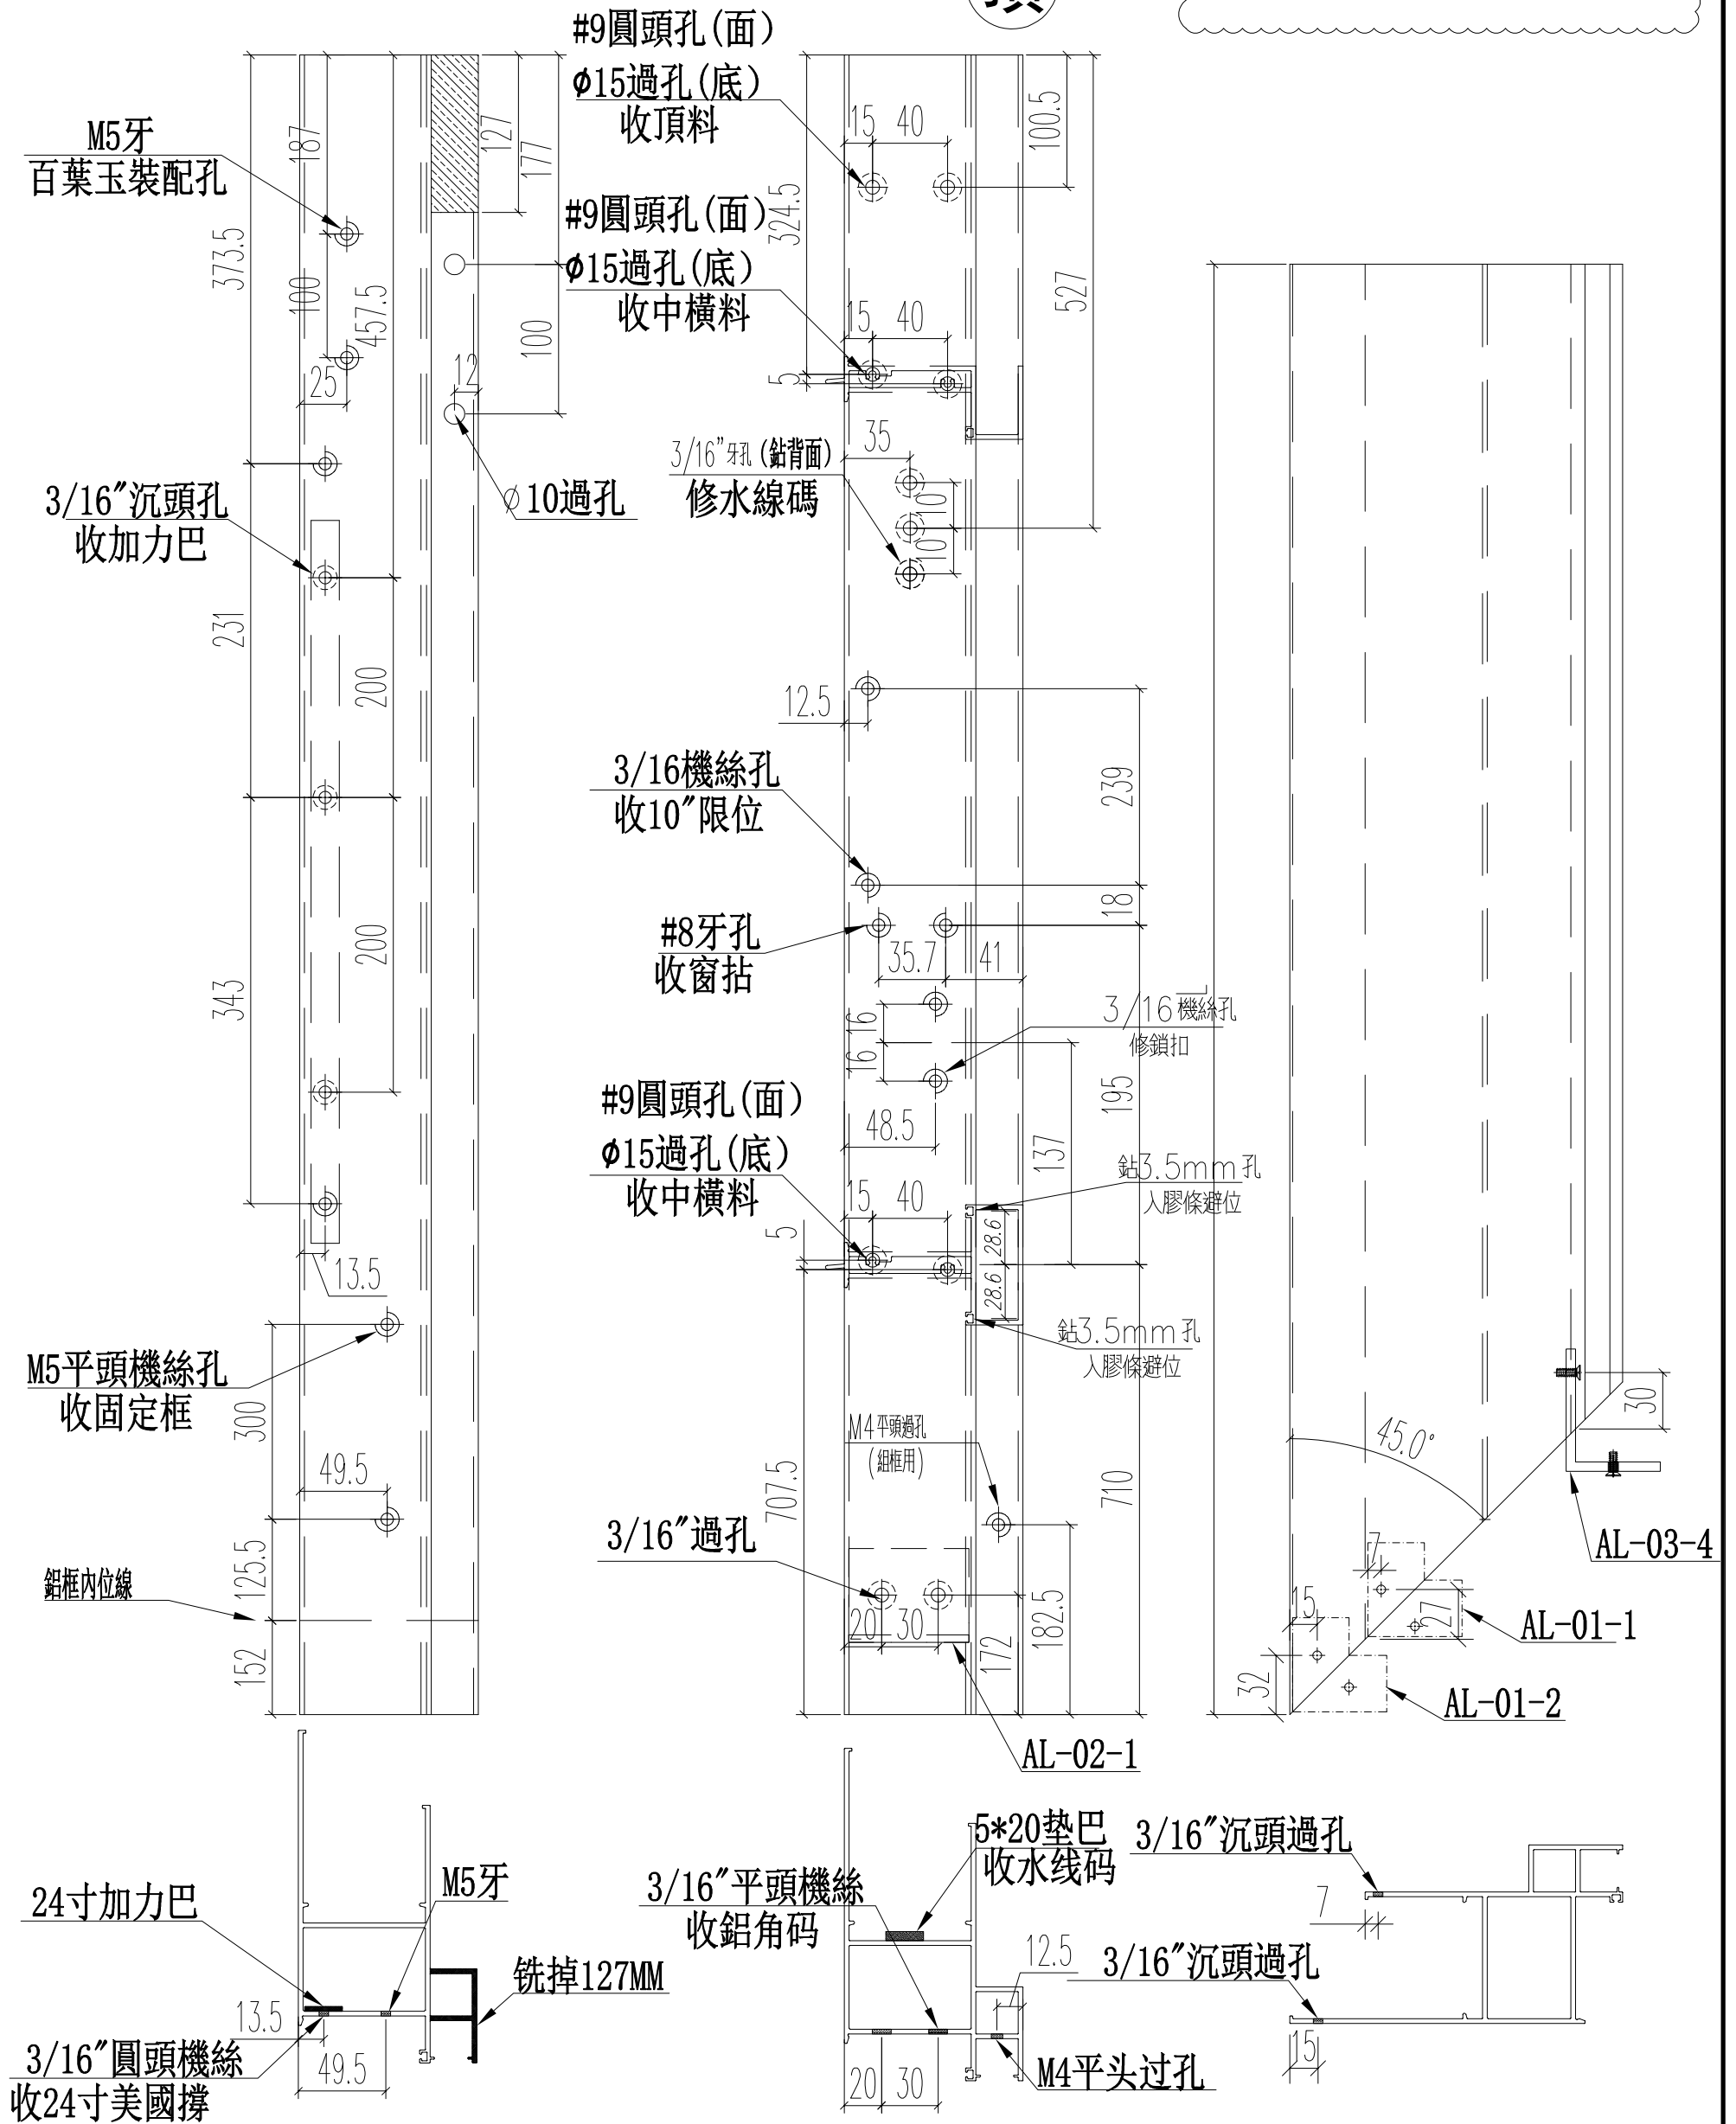 M5牙
百葉玉裝配孔
187
373.5
100
457.5
25
127
177
100
12
∅10過孔
3/16"沉頭孔
收加力巴
231
200
200
343
13.5
M5平頭機絲孔
收固定框
300
49.5
125.5
鋁框內位線
152
#9圓頭孔(面)
ϕ15過孔(底)
收頂料
15
40
100.5
324.5
#9圓頭孔(面)
ϕ15過孔(底)
收中橫料
15
40
527
5
3/16"牙孔(鉆背面)
修水線碼
35
10
10
12.5
3/16機絲孔
收10"限位
239
18
#8牙孔
收窗拈
35.7
41
3/16機絲孔
修鎖扣
16
16
48.5
195
137
#9圓頭孔(面)
ϕ15過孔(底)
收中橫料
15
40
5
鉆3.5mm孔
入膠條避位
28.6
28.6
鉆3.5mm孔
入膠條避位
M4平頭過孔
(組框用)
707.5
710
3/16"過孔
20
30
172
182.5
AL-02-1
45.0°
30
AL-03-4
7
27
AL-01-1
15
32
AL-01-2
24寸加力巴
M5牙
铣掉127MM
13.5
49.5
3/16"圓頭機絲
收24寸美國撐
5*20垫巴
收水线码
3/16"平頭機絲
收鋁角码
12.5
20
30
M4平头过孔
3/16"沉頭過孔
7
3/16"沉頭過孔
15